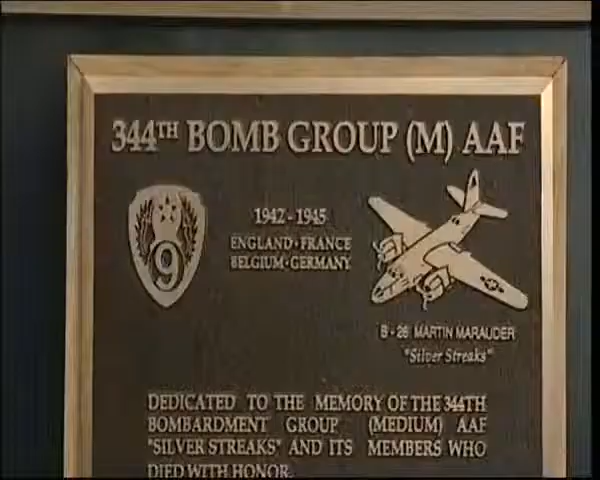 344TH BOMB GROUP (M) AAF
9
1942 - 1945
ENGLAND · FRANCE
BELGIUM · GERMANY
B - 26 MARTIN MARAUDER
"Silver Streaks"
DEDICATED TO THE MEMORY OF THE 344TH
BOMBARDMENT GROUP (MEDIUM) AAF
"SILVER STREAKS" AND ITS MEMBERS WHO
DIED WITH HONOR.